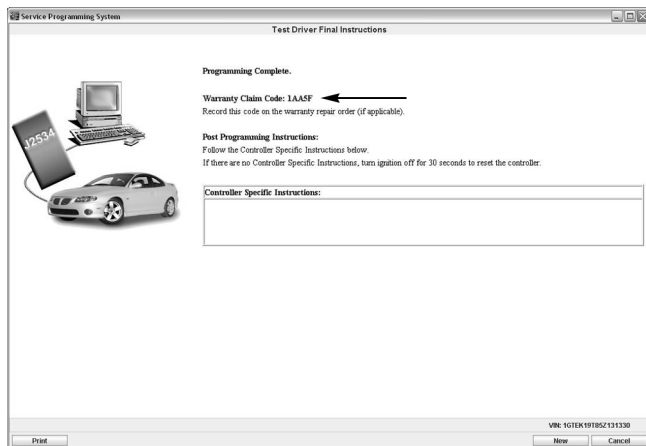 Service Programming System
Test Driver Final Instructions
J2534
Programming Complete.
Warranty Claim Code: 1AA5F
Record this code on the warranty repair order (if applicable).
Post Programming Instructions:
Follow the Controller Specific Instructions below.
If there are no Controller Specific Instructions, turn ignition off for 30 seconds to reset the controller.
Controller Specific Instructions:
VIN: 1GTEK19T85Z131330
Print
New
Cancel